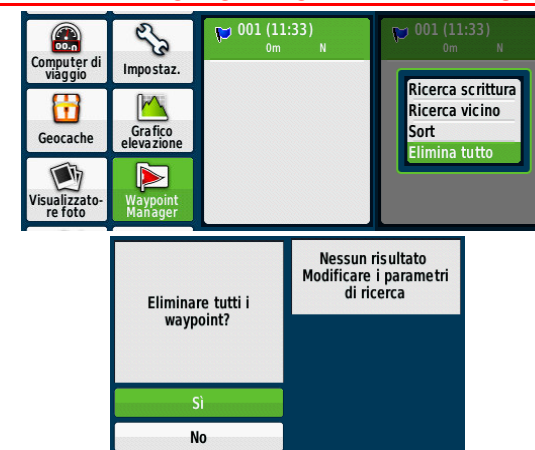 Computer di
viaggio
Impostaz.
Geocache
Grafico
elevazione
Visualizzato-
re foto
Waypoint
Manager
001 (11:33)
0m N
001 (11:33)
0m N
Ricerca scrittura
Ricerca vicino
Sort
Elimina tutto
Eliminare tutti i
waypoint?
Sì
No
Nessun risultato
Modificare i parametri
di ricerca